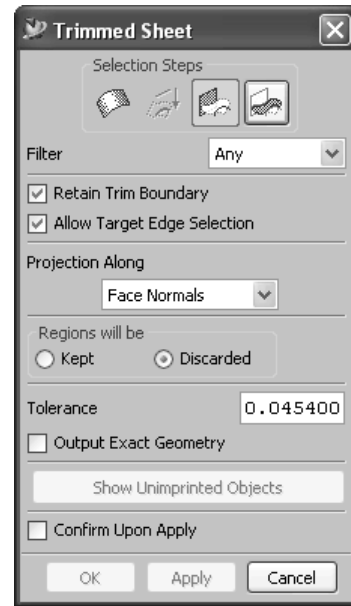 Trimmed Sheet
Selection Steps
Filter Any
Retain Trim Boundary
Allow Target Edge Selection
Projection Along
Face Normals
Regions will be
Kept Discarded
Tolerance 0.045400
Output Exact Geometry
Show Unimprinted Objects
Confirm Upon Apply
OK Apply Cancel